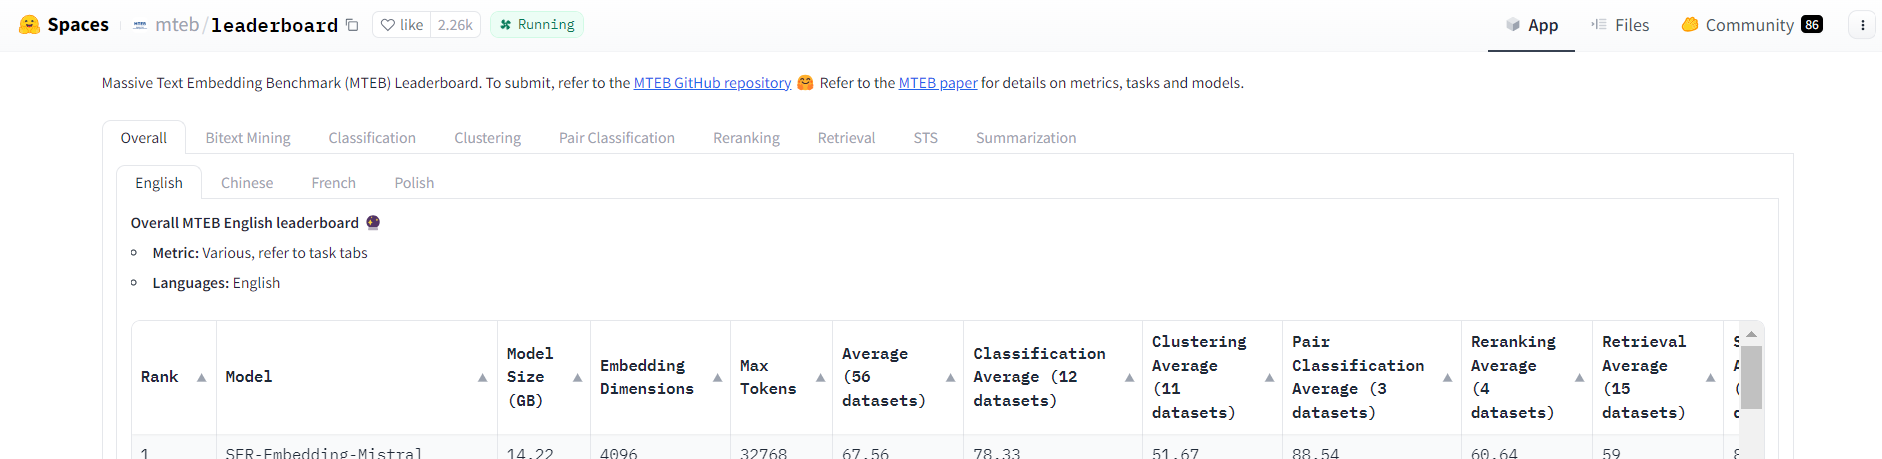 Spaces mteb/leaderboard like 2.26k Running App Files Community 86
Massive Text Embedding Benchmark (MTEB) Leaderboard. To submit, refer to the MTEB GitHub repository 🤗 Refer to the MTEB paper for details on metrics, tasks and models.
Overall Bitext Mining Classification Clustering Pair Classification Reranking Retrieval STS Summarization
English Chinese French Polish
Overall MTEB English leaderboard 🔮
Metric: Various, refer to task tabs
Languages: English
Rank
Model
Model
Size
(GB)
Embedding
Dimensions
Max
Tokens
Average
(56
datasets)
Classification
Average (12
datasets)
Clustering
Average
(11
datasets)
Pair
Classification
Average (3
datasets)
Reranking
Average
(4
datasets)
Retrieval
Average
(15
datasets)
1 SFR-Embedding-Mistral 14.22 4096 32768 67.56 78.33 51.67 88.54 60.64 59